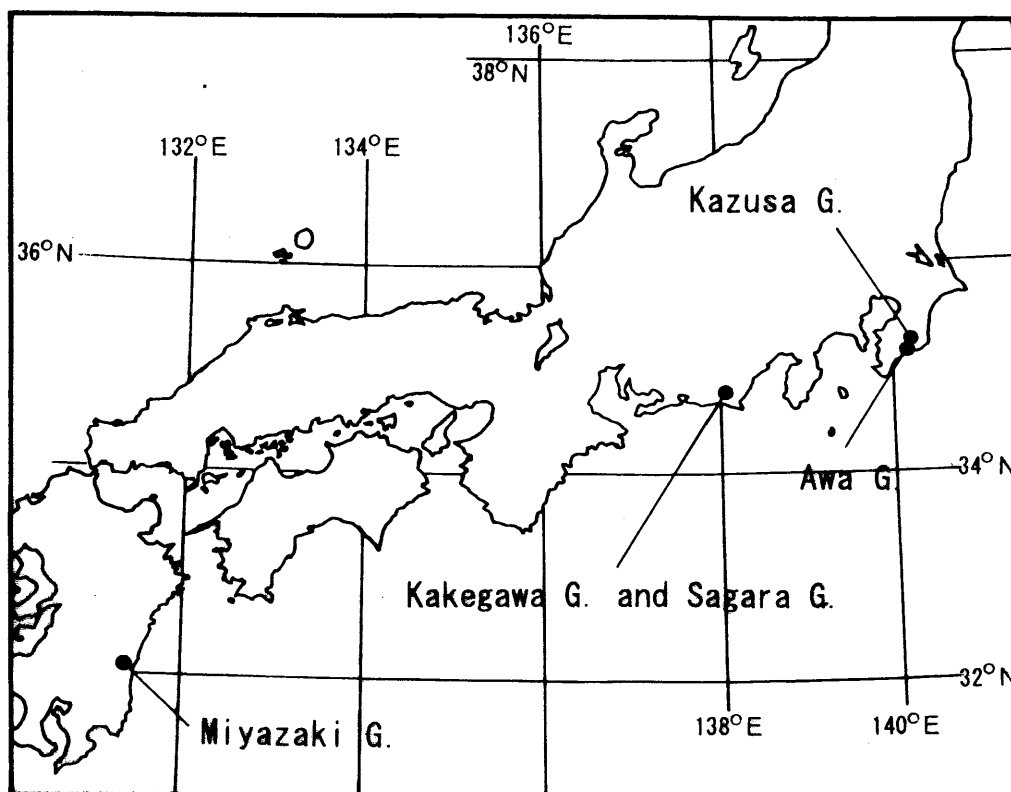 136°E
38°N
132°E
134°E
Kazusa G.
36°N
Awa G.
34°N
Kakegawa G. and Sagara G.
32°N
138°E
140°E
Miyazaki G.